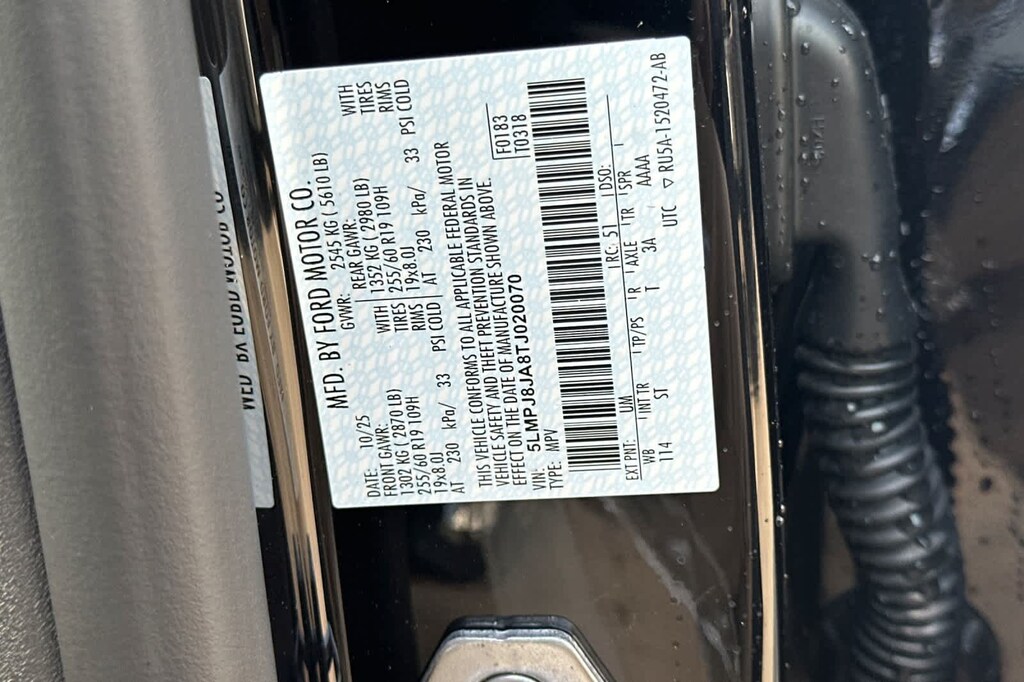 MFD. BY FORD MOTOR CO.
DATE: 10/25 GVWR: 2545 KG ( 5610 LB)
FRONT GAWR: REAR GAWR:
1302 KG ( 2870 LB) WITH 1352 KG ( 2980 LB) WITH
255/60 R19 109H TIRES 255/60 R19 109H TIRES
19x8.0J RIMS 19x8.0J RIMS
AT 230 kPa/ 33 PSI COLD AT 230 kPa/ 33 PSI COLD
THIS VEHICLE CONFORMS TO ALL APPLICABLE FEDERAL MOTOR
VEHICLE SAFETY AND THEFT PREVENTION STANDARDS IN
EFFECT ON THE DATE OF MANUFACTURE SHOWN ABOVE.
VIN: 5LMPJ8JA8TJ020070 F0183
TYPE: MPV T0318
EXT PNT: UM RC: 51 DSO:
WB INT TR TP/PS R AXLE TR SPR
114 ST T 3A AAAA
UTC ▽ RU5A-1520472-AB